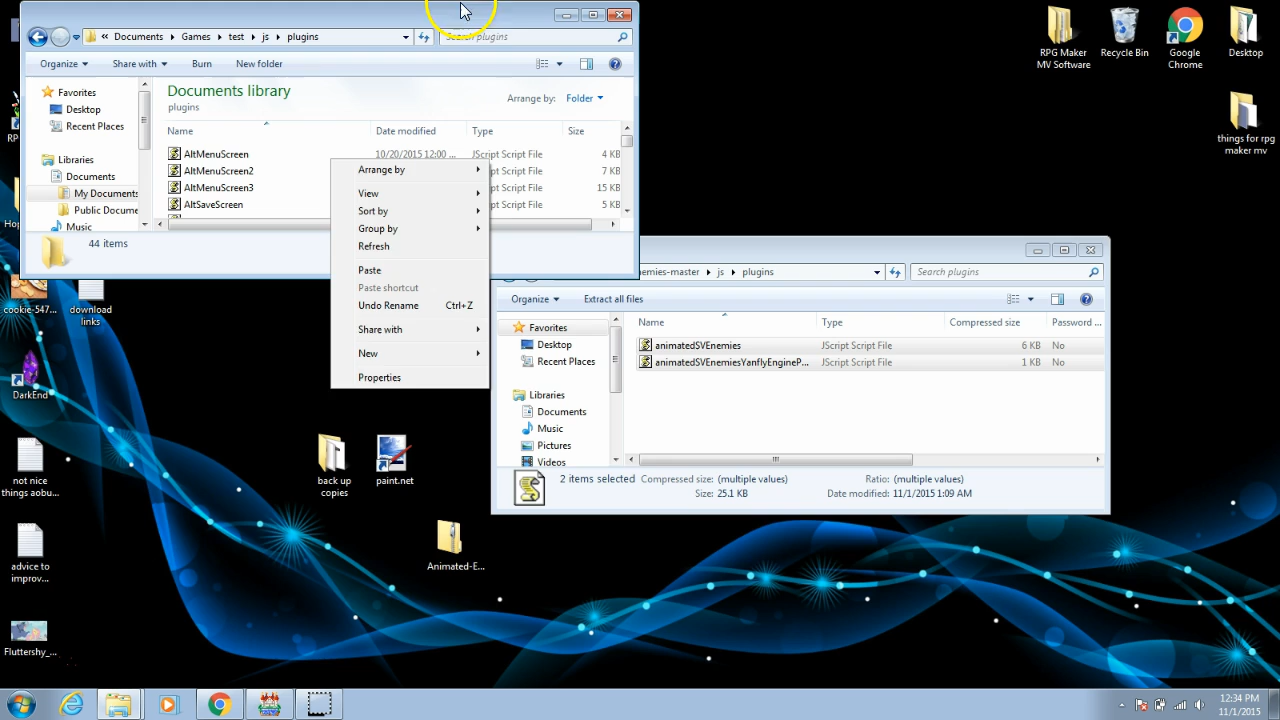 Documents Games test js plugins
Search plugins
Organize Share with Burn New folder
Favorites
Desktop
Recent Places
Libraries
Documents
My Documents
Public Docume
Music
Documents library
plugins
Arrange by: Folder
Name Date modified Type Size
AltMenuScreen 10/20/2015 12:00 ... JScript Script File 4 KB
AltMenuScreen2 JScript Script File 7 KB
AltMenuScreen3 JScript Script File 15 KB
AltSaveScreen JScript Script File 5 KB
44 items
Arrange by
View
Sort by
Group by
Refresh
Paste
Paste shortcut
Undo Rename Ctrl+Z
Share with
New
Properties
emies-master js plugins
Search plugins
Organize Extract all files
Favorites
Desktop
Recent Places
Libraries
Documents
Music
Pictures
Videos
Name Type Compressed size Password ...
animatedSVEnemies JScript Script File 6 KB No
animatedSVEnemiesYanflyEngineP... JScript Script File 1 KB No
2 items selected Compressed size: (multiple values) Ratio: (multiple values)
Size: 25.1 KB Date modified: 11/1/2015 1:09 AM
RPG Maker
MV Software
Recycle Bin
Google
Chrome
Desktop
things for rpg
maker mv
RP
Hop
cookie-547...
download
links
DarkEnd
not nice
things aobu...
back up
copies
paint.net
advice to
improv...
Animated-E...
Fluttershy_...
12:34 PM
11/1/2015